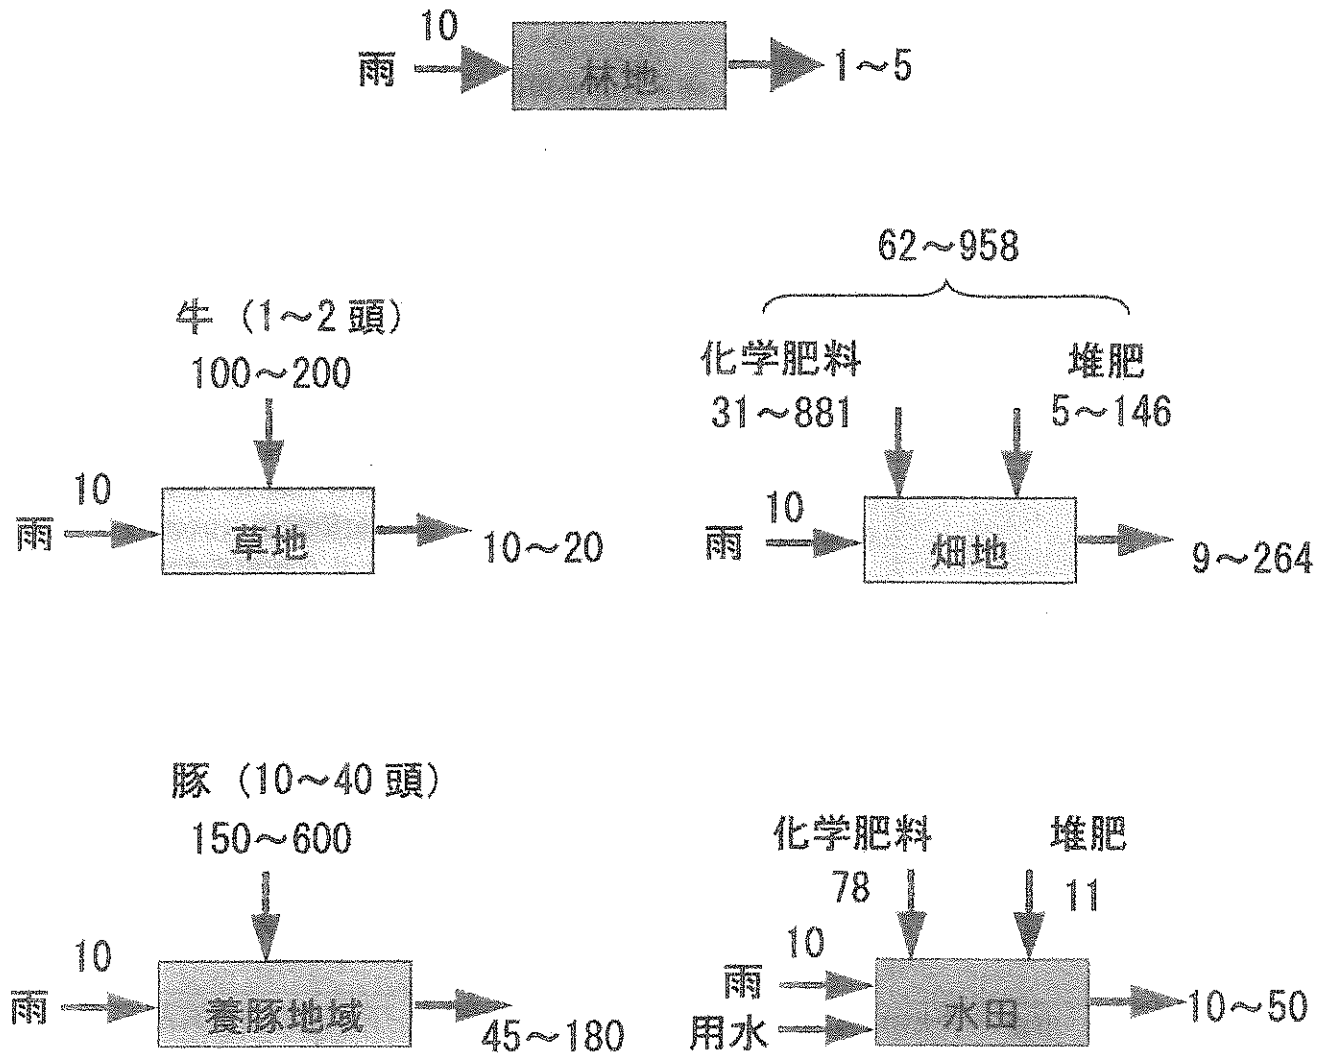 10
雨
林地
1～5
牛 (1～2 頭)
100～200
10
雨
草地
10～20
62～958
化学肥料
31～881
堆肥
5～146
10
雨
畑地
9～264
豚 (10～40 頭)
150～600
10
雨
養豚地域
45～180
化学肥料
78
堆肥
11
10
雨
用水
水田
10～50